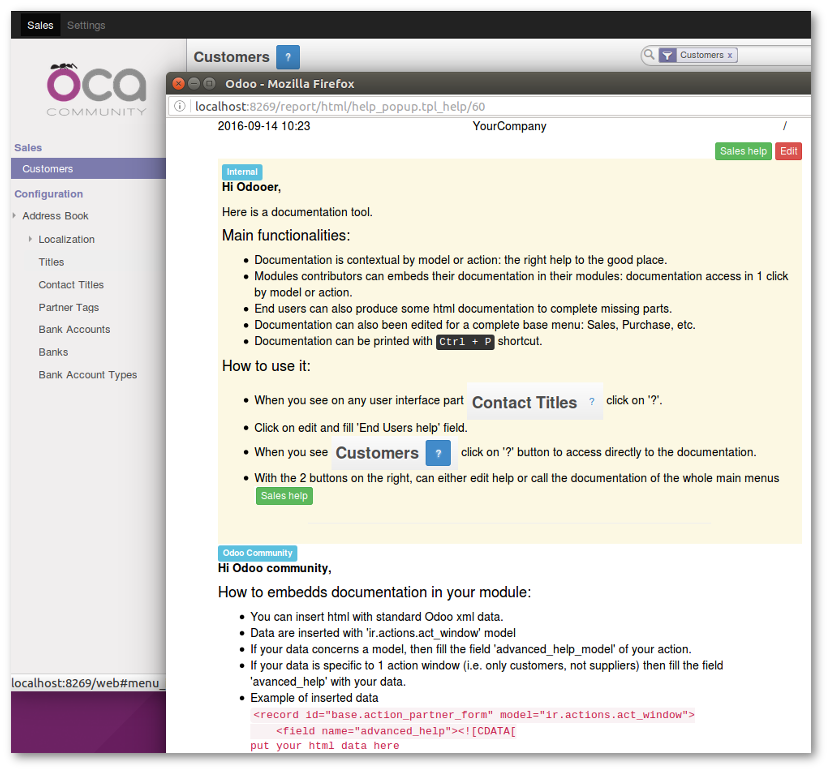 Sales Settings
oca
COMMUNITY
Customers ?
Customers x
Sales
Customers
Configuration
Address Book
Localization
Titles
Contact Titles
Partner Tags
Bank Accounts
Banks
Bank Account Types
localhost:8269/web#menu_
Odoo - Mozilla Firefox
localhost:8269/report/html/help_popup.tpl_help/60
2016-09-14 10:23 YourCompany /
Sales help Edit
Internal
Hi Odooer,
Here is a documentation tool.
Main functionalities:
Documentation is contextual by model or action: the right help to the good place.
Modules contributors can embeds their documentation in their modules: documentation access in 1 click
by model or action.
End users can also produce some html documentation to complete missing parts.
Documentation can also been edited for a complete base menu: Sales, Purchase, etc.
Documentation can be printed with Ctrl + P shortcut.
How to use it:
When you see on any user interface part Contact Titles ? click on '?'.
Click on edit and fill 'End Users help' field.
When you see Customers ? click on '?' button to access directly to the documentation.
With the 2 buttons on the right, can either edit help or call the documentation of the whole main menus
Sales help
Odoo Community
Hi Odoo community,
How to embedds documentation in your module:
You can insert html with standard Odoo xml data.
Data are inserted with 'ir.actions.act_window' model
If your data concerns a model, then fill the field 'advanced_help_model' of your action.
If your data is specific to 1 action window (i.e. only customers, not suppliers) then fill the field
'avanced_help' with your data.
Example of inserted data
<record id="base.action_partner_form" model="ir.actions.act_window">
<field name="advanced_help"><![CDATA[
put your html data here